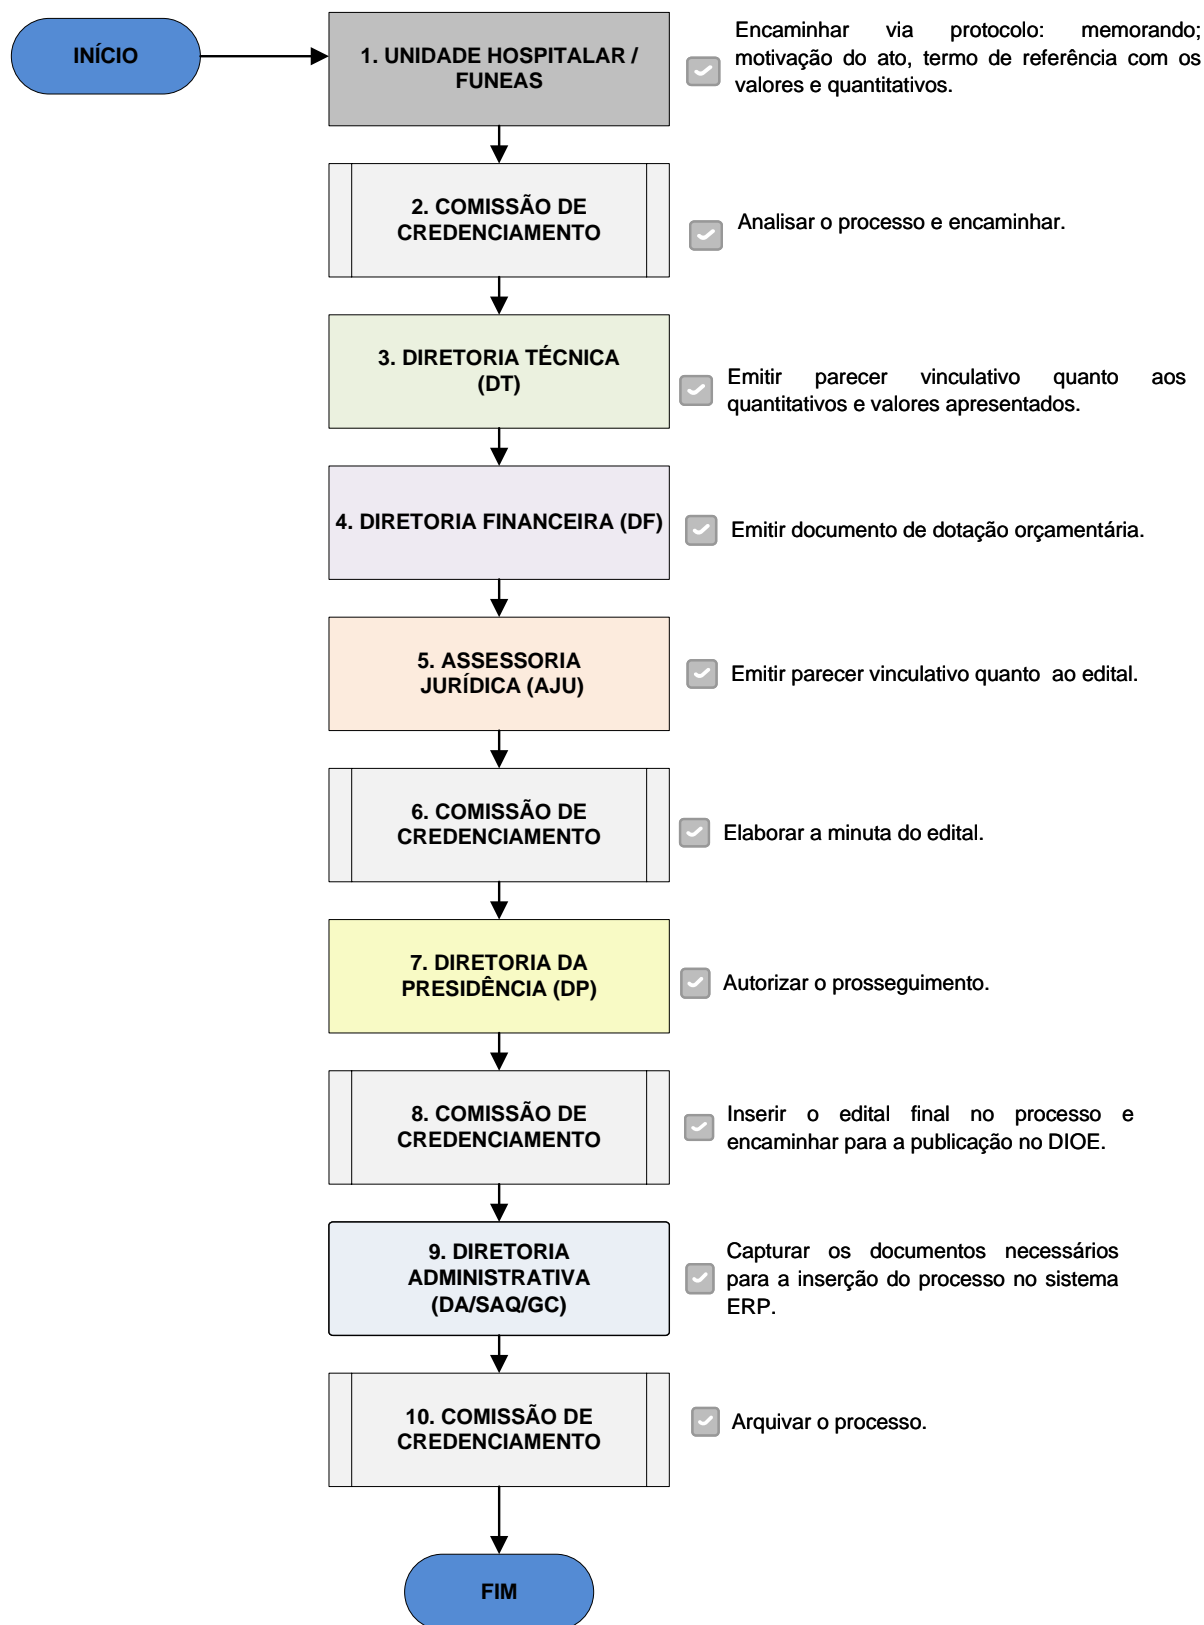 INÍCIO
1. UNIDADE HOSPITALAR /
FUNEAS
Encaminhar via protocolo: memorando;
motivação do ato, termo de referência com os
valores e quantitativos.
2. COMISSÃO DE
CREDENCIAMENTO
Analisar o processo e encaminhar.
3. DIRETORIA TÉCNICA
(DT)
Emitir parecer vinculativo quanto aos
quantitativos e valores apresentados.
4. DIRETORIA FINANCEIRA (DF)
Emitir documento de dotação orçamentária.
5. ASSESSORIA
JURÍDICA (AJU)
Emitir parecer vinculativo quanto ao edital.
6. COMISSÃO DE
CREDENCIAMENTO
Elaborar a minuta do edital.
7. DIRETORIA DA
PRESIDÊNCIA (DP)
Autorizar o prosseguimento.
8. COMISSÃO DE
CREDENCIAMENTO
Inserir o edital final no processo e
encaminhar para a publicação no DIOE.
9. DIRETORIA
ADMINISTRATIVA
(DA/SAQ/GC)
Capturar os documentos necessários
para a inserção do processo no sistema
ERP.
10. COMISSÃO DE
CREDENCIAMENTO
Arquivar o processo.
FIM